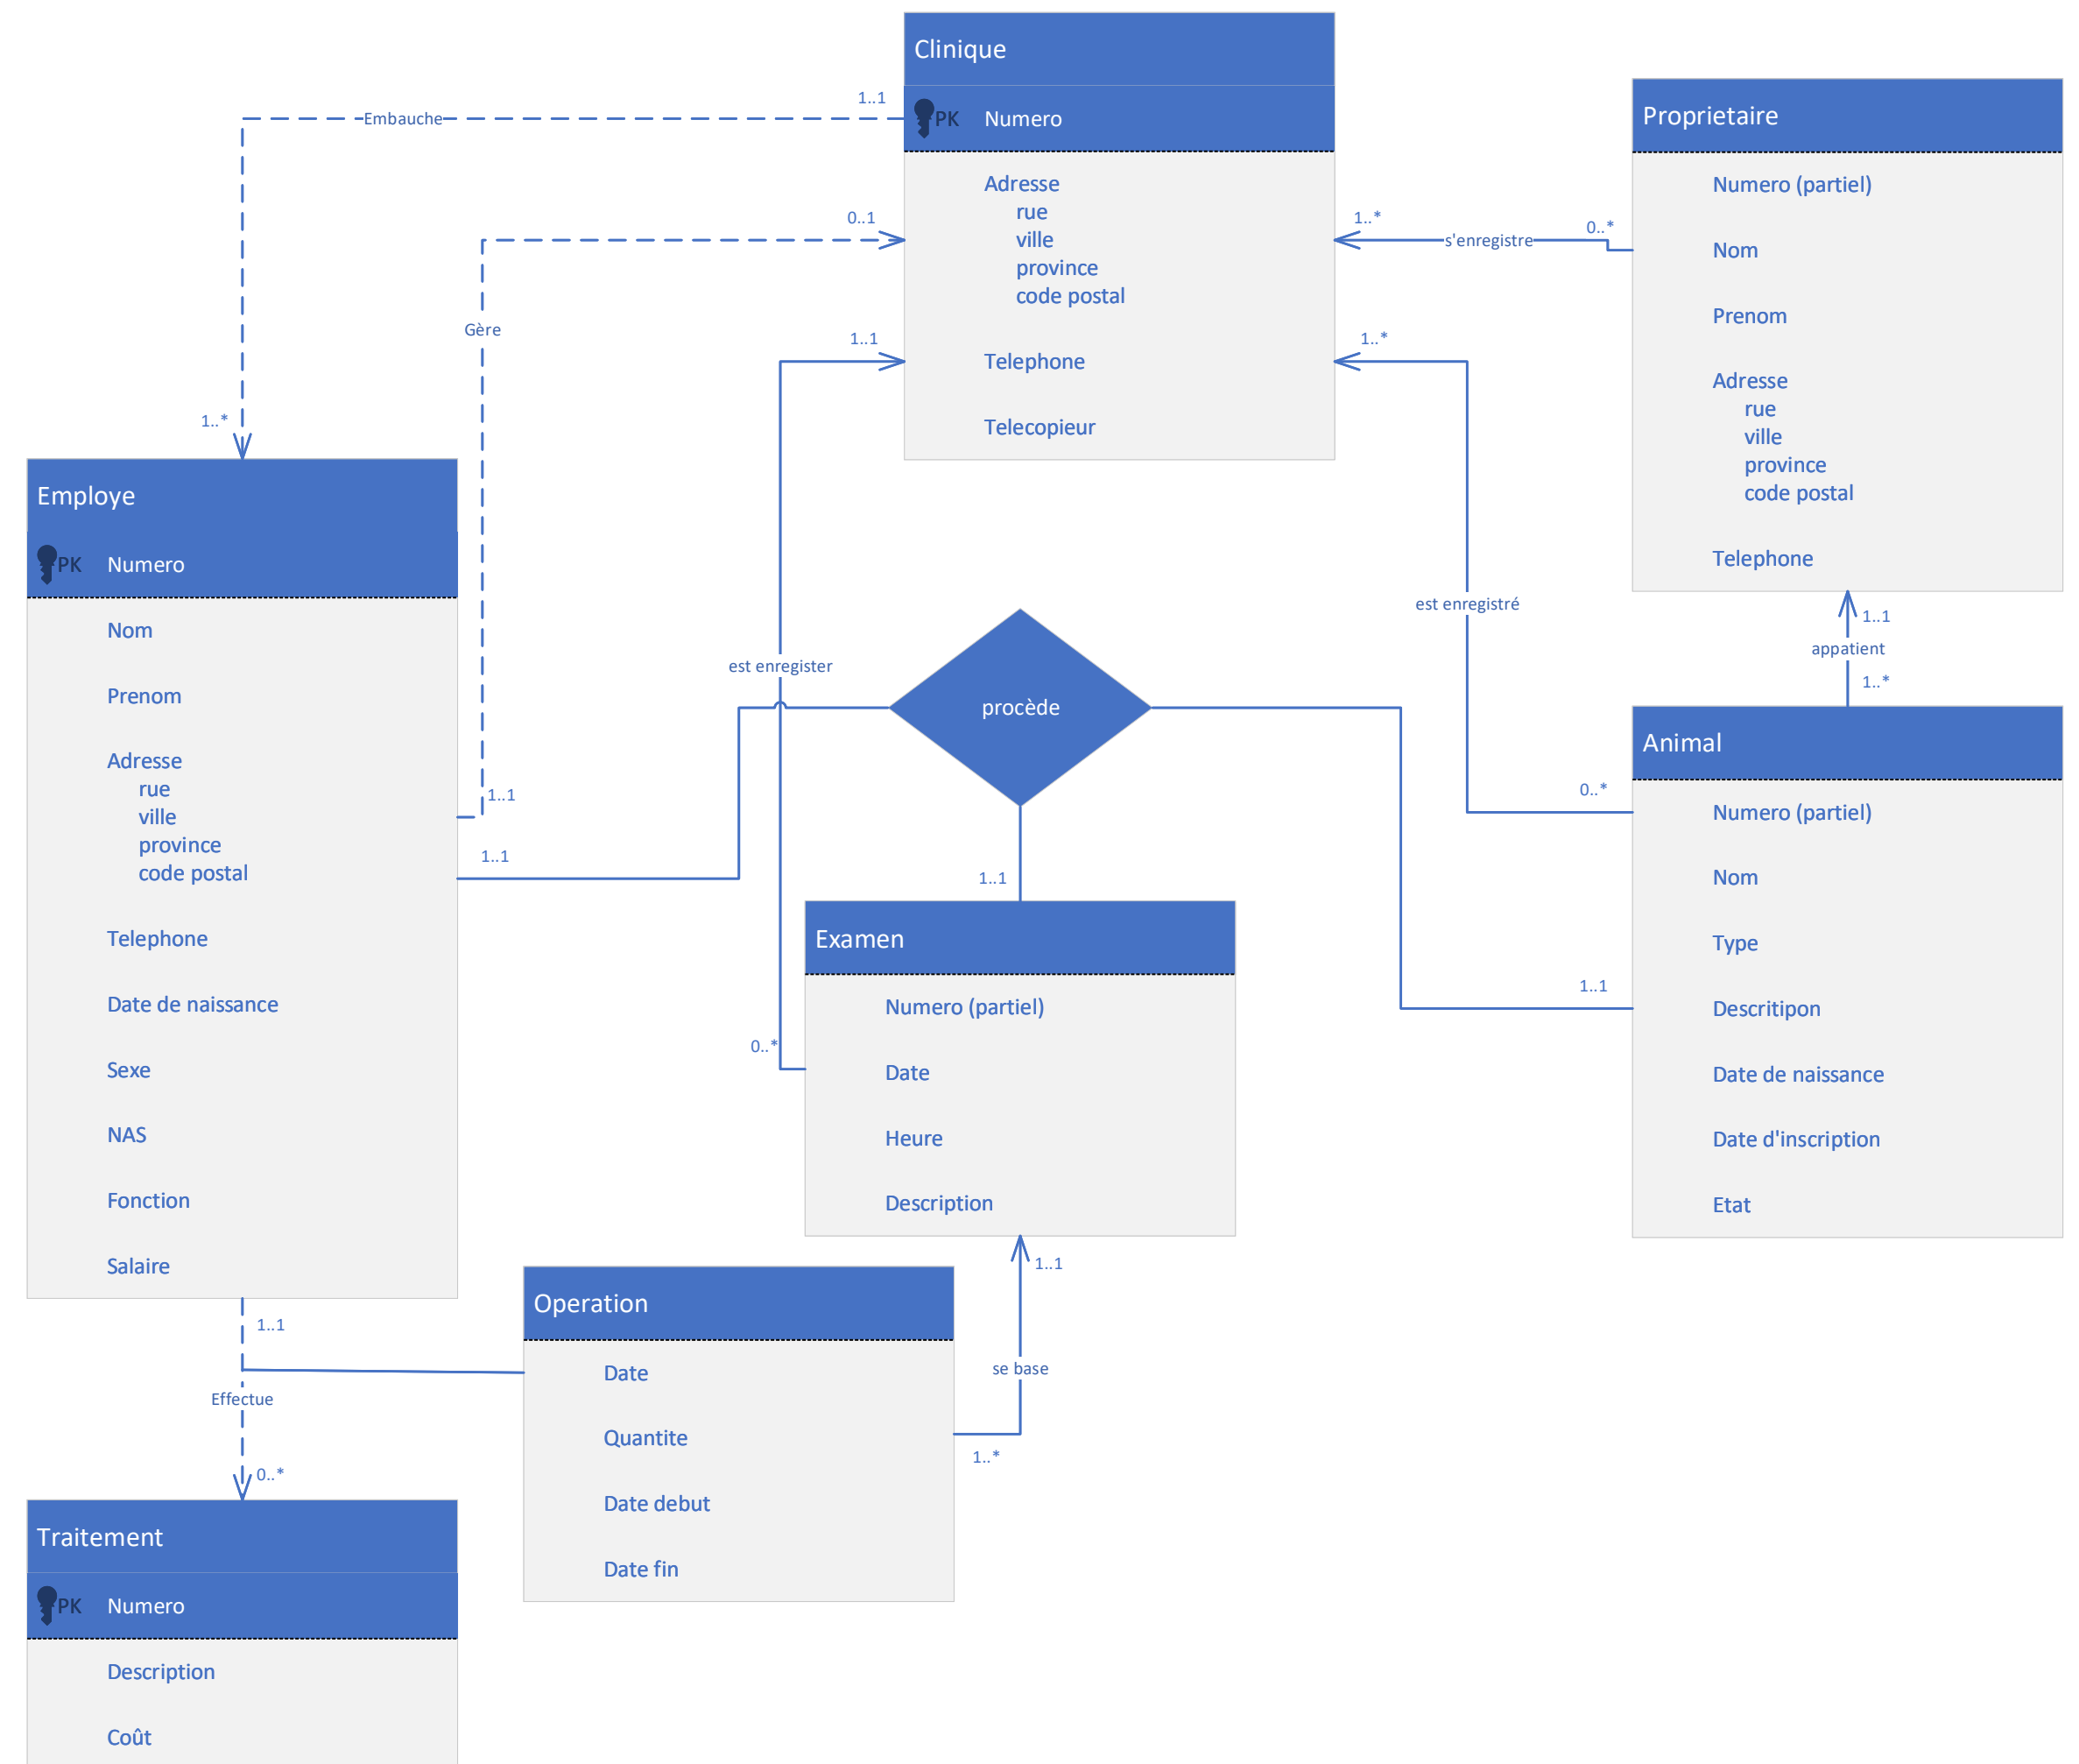 Clinique
PK Numero
Adresse
rue
ville
province
code postal
Telephone
Telecopieur
Proprietaire
Numero (partiel)
Nom
Prenom
Adresse
rue
ville
province
code postal
Telephone
1..1
Embauche
1..*
0..1
Gère
1..1
1..*
s'enregistre
0..*
1..1
est enregister
0..*
1..*
est enregistré
0..*
1..1
appatient
1..*
Employe
PK Numero
Nom
Prenom
Adresse
rue
ville
province
code postal
Telephone
Date de naissance
Sexe
NAS
Fonction
Salaire
procède
1..1
1..1
1..1
Animal
Numero (partiel)
Nom
Type
Descritipon
Date de naissance
Date d'inscription
Etat
Examen
Numero (partiel)
Date
Heure
Description
1..1
se base
1..*
Operation
Date
Quantite
Date debut
Date fin
1..1
Effectue
0..*
Traitement
PK Numero
Description
Coût